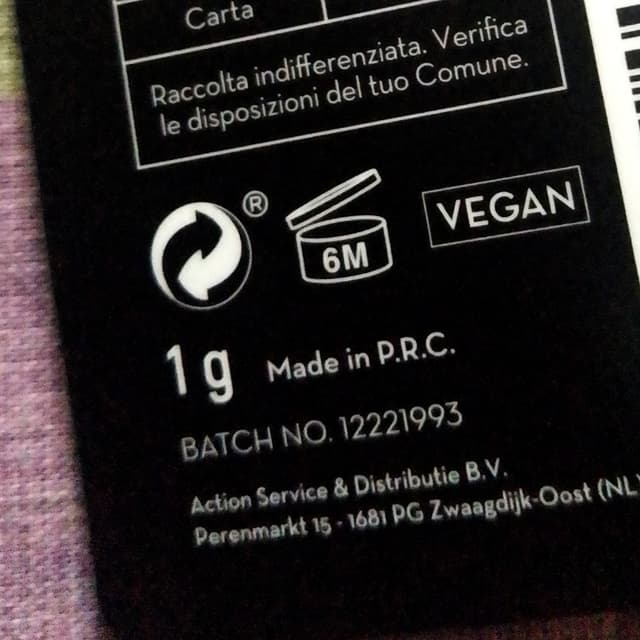 Carta
Raccolta indifferenziata. Verifica
le disposizioni del tuo Comune.
®
6M
VEGAN
1 g Made in P.R.C.
BATCH NO. 12221993
Action Service & Distributie B.V.
Perenmarkt 15 - 1681 PG Zwaagdijk-Oost (NL